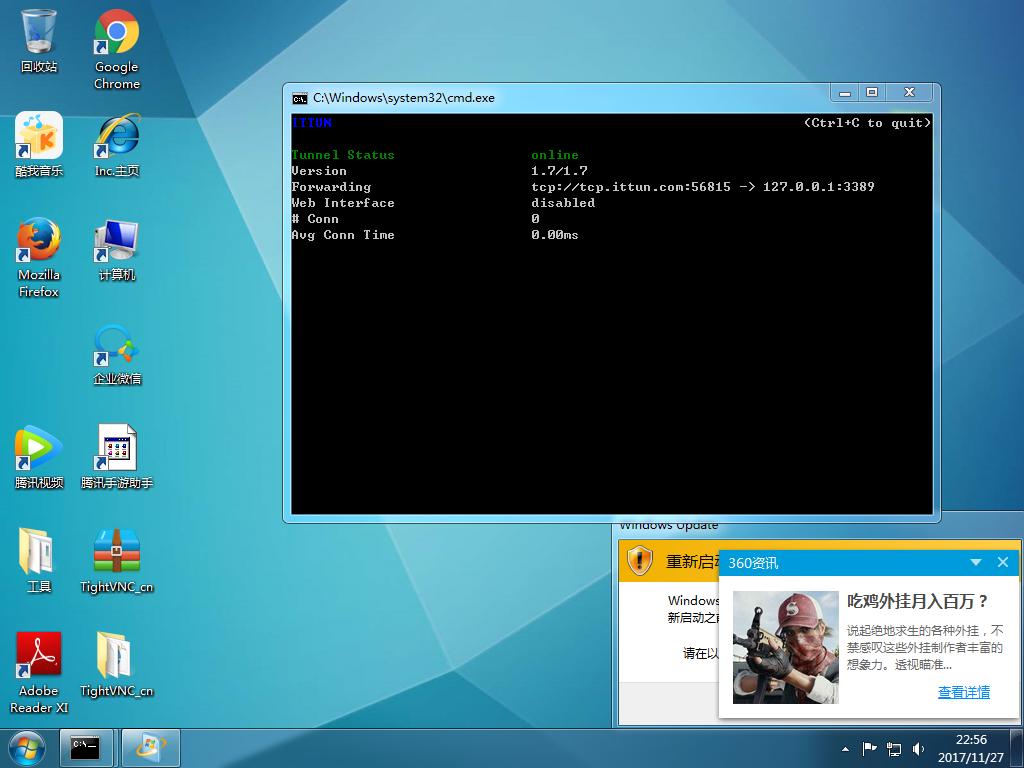 回收站
Google
Chrome
酷我音乐
Inc.主页
Mozilla
Firefox
计算机
企业微信
腾讯视频
腾讯手游助手
工具
TightVNC_cn
Adobe
Reader XI
TightVNC_cn
C:\Windows\system32\cmd.exe
ITTUN (Ctrl+C to quit)
Tunnel Status online
Version 1.7/1.7
Forwarding tcp://tcp.ittun.com:56815 -> 127.0.0.1:3389
Web Interface disabled
# Conn 0
Avg Conn Time 0.00ms
Windows Update
重新启动
Windows
新启动之前
请在以
360资讯
吃鸡外挂月入百万？
说起绝地求生的各种外挂，不
禁感叹这些外挂制作者丰富的
想象力。透视瞄准...
查看详情
22:56
2017/11/27